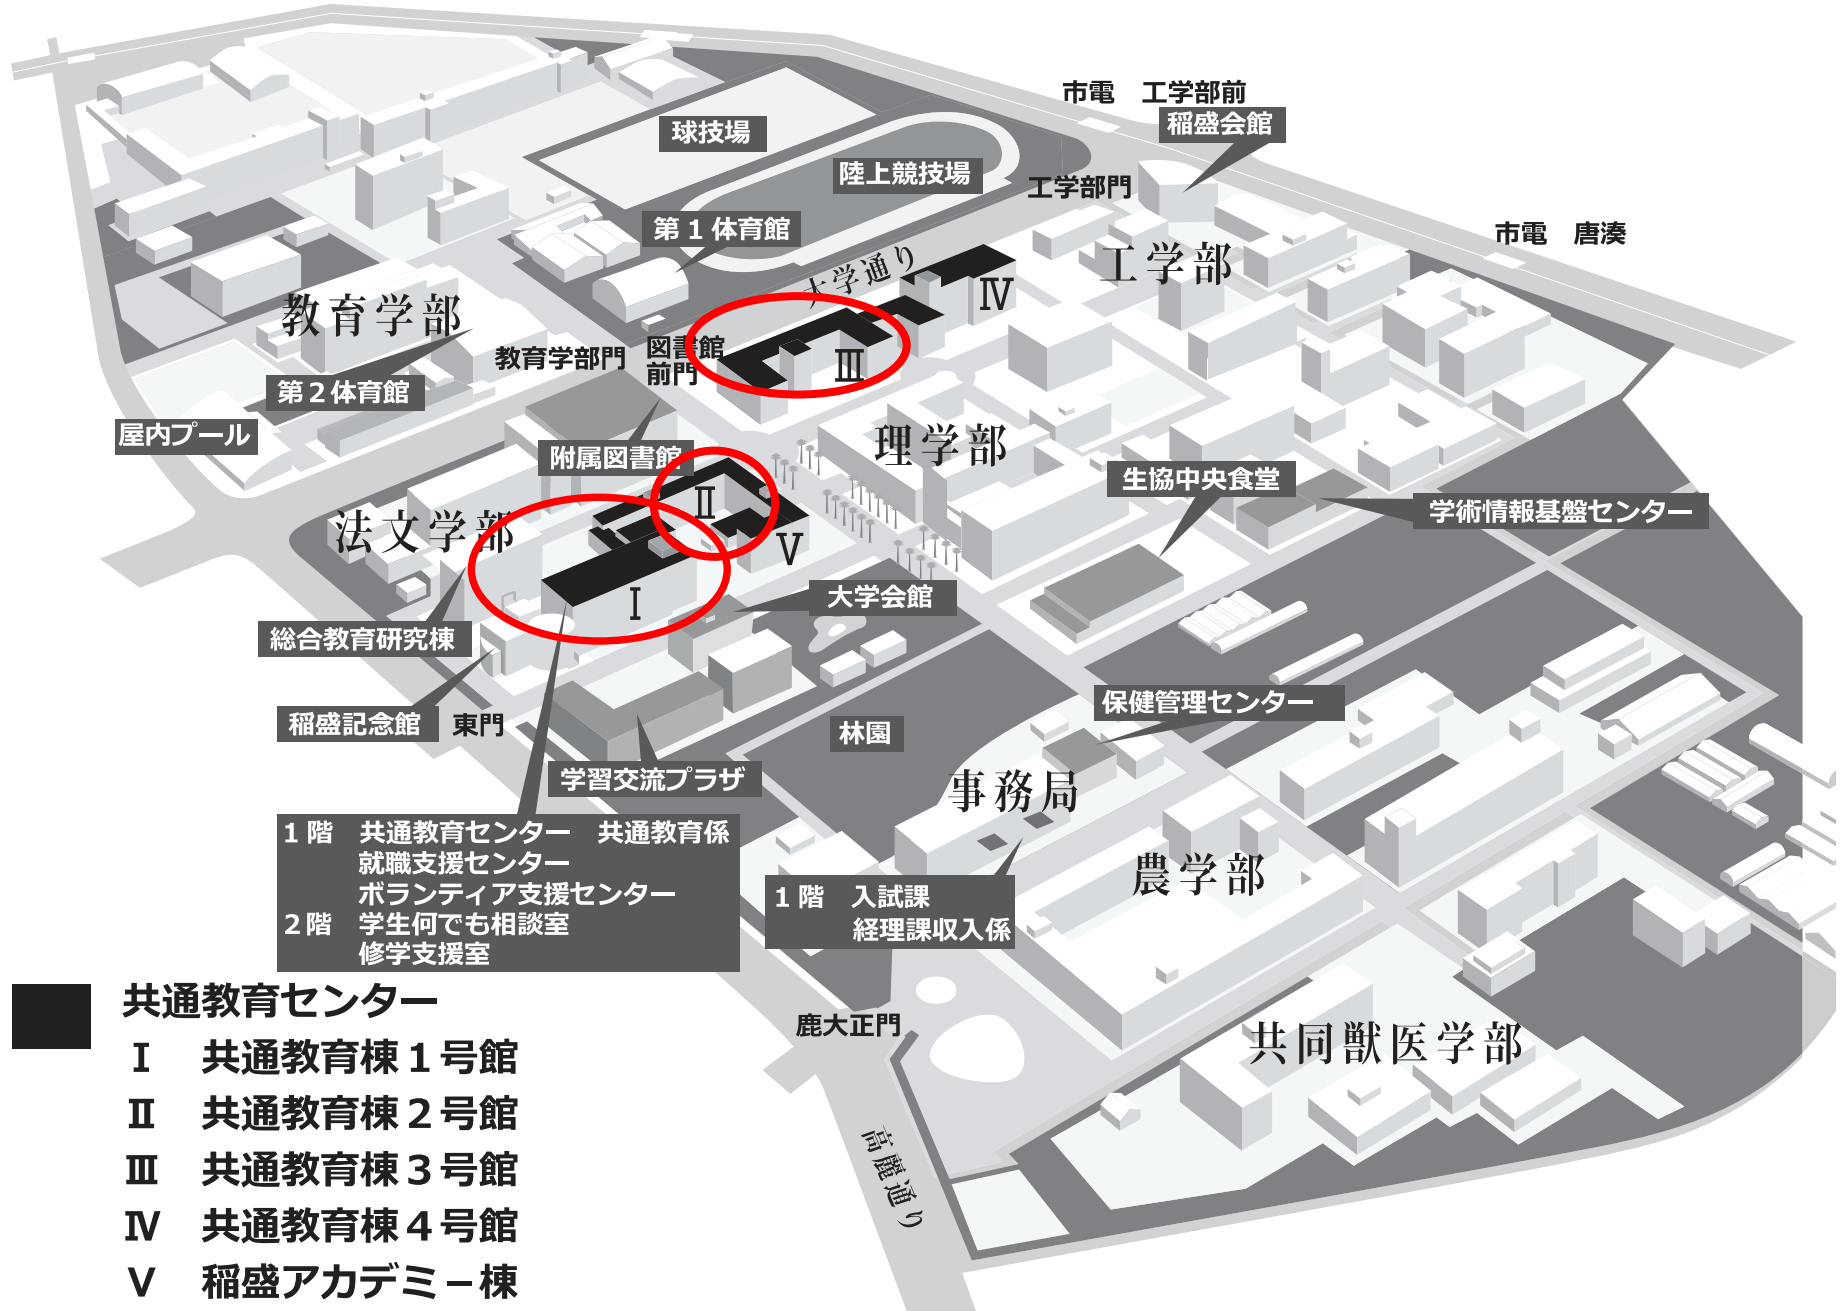 市電　工学部前
稲盛会館
球技場
陸上競技場
工学部門
第１体育館
市電　唐湊
大学通り
工学部
Ⅳ
教育学部
教育学部門
図書館
前門
Ⅲ
第２体育館
屋内プール
附属図書館
理学部
生協中央食堂
学術情報基盤センター
Ⅱ
法文学部
Ⅴ
Ⅰ
大学会館
総合教育研究棟
稲盛記念館
東門
林園
保健管理センター
学習交流プラザ
事務局
１階　共通教育センター　共通教育係
就職支援センター
ボランティア支援センター
２階　学生何でも相談室
修学支援室
１階　入試課
経理課収入係
農学部
鹿大正門
共同獣医学部
高麗通り
共通教育センター
Ⅰ　共通教育棟１号館
Ⅱ　共通教育棟２号館
Ⅲ　共通教育棟３号館
Ⅳ　共通教育棟４号館
Ⅴ　稲盛アカデミー棟